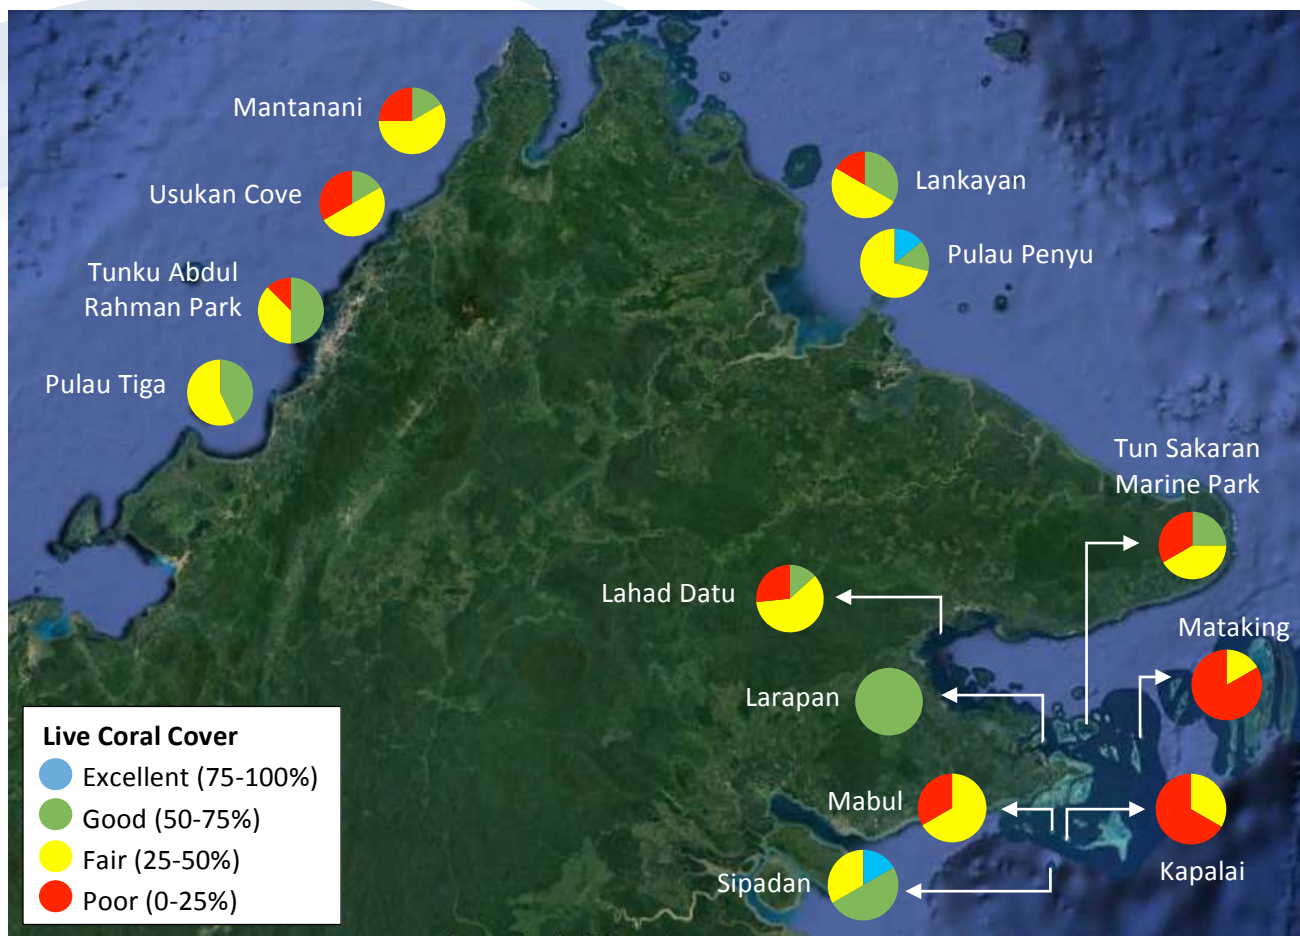 Mantanani
Usukan Cove
Tunku Abdul
Rahman Park
Pulau Tiga
Lankayan
Pulau Penyu
Tun Sakaran
Marine Park
Lahad Datu
Mataking
Larapan
Mabul
Kapalai
Sipadan
Live Coral Cover
Excellent (75-100%)
Good (50-75%)
Fair (25-50%)
Poor (0-25%)